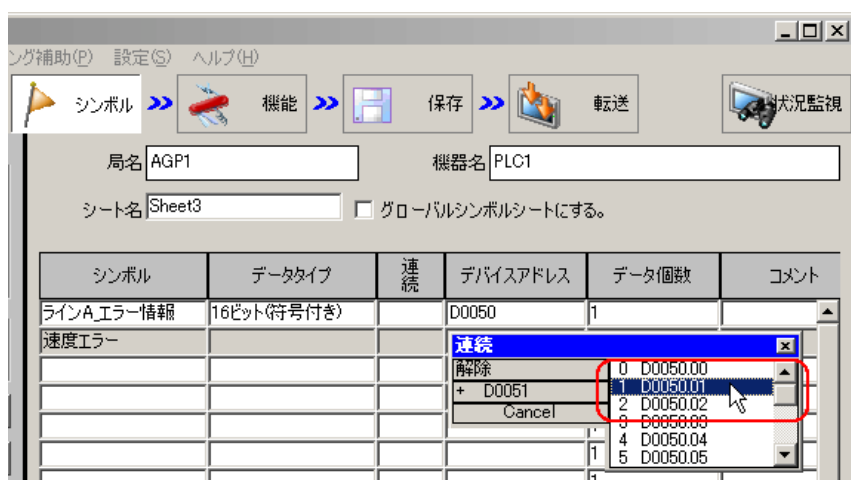 ング補助(P) 設定(S) ヘルプ(H)
シンボル >> 機能 >> 保存 >> 転送 状況監視
局名 AGP1 機器名 PLC1
シート名 Sheet3 グローバルシンボルシートにする。
シンボル データタイプ 連続 デバイスアドレス データ個数 コメント
ラインA_エラー情報 16ビット(符号付き) D0050 1
速度エラー
連続
解除
+ D0051
Cancel
0 D0050.00
1 D0050.01
2 D0050.02
3 D0050.03
4 D0050.04
5 D0050.05
1